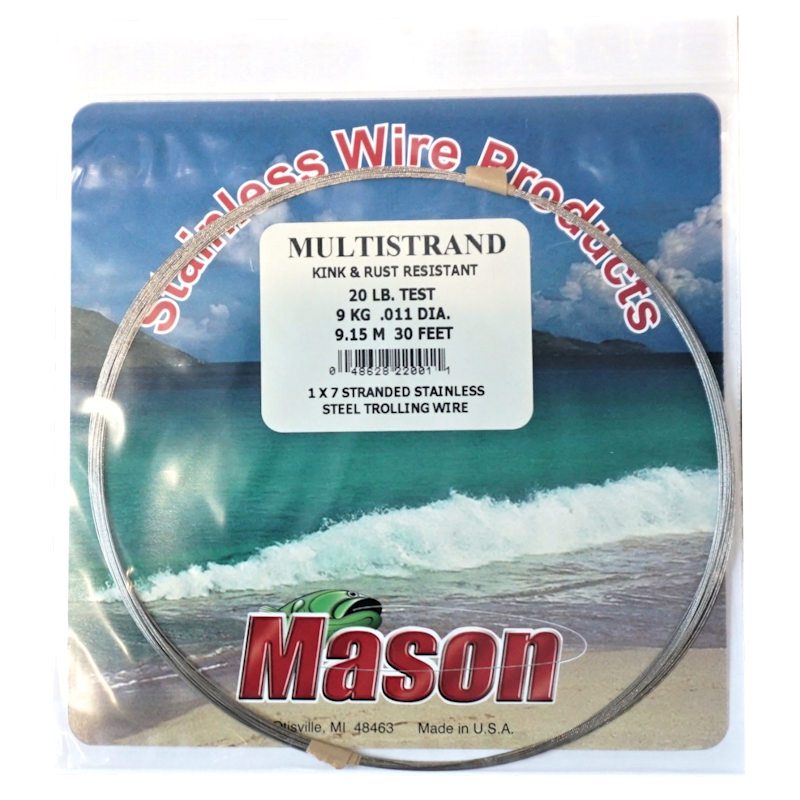 Stainless Wire Products
MULTISTRAND
KINK & RUST RESISTANT
20 LB. TEST
9 KG .011 DIA.
9.15 M 30 FEET
0 48628 22001 1
1 X 7 STRANDED STAINLESS
STEEL TROLLING WIRE
Mason
Otisville, MI 48463 Made in U.S.A.